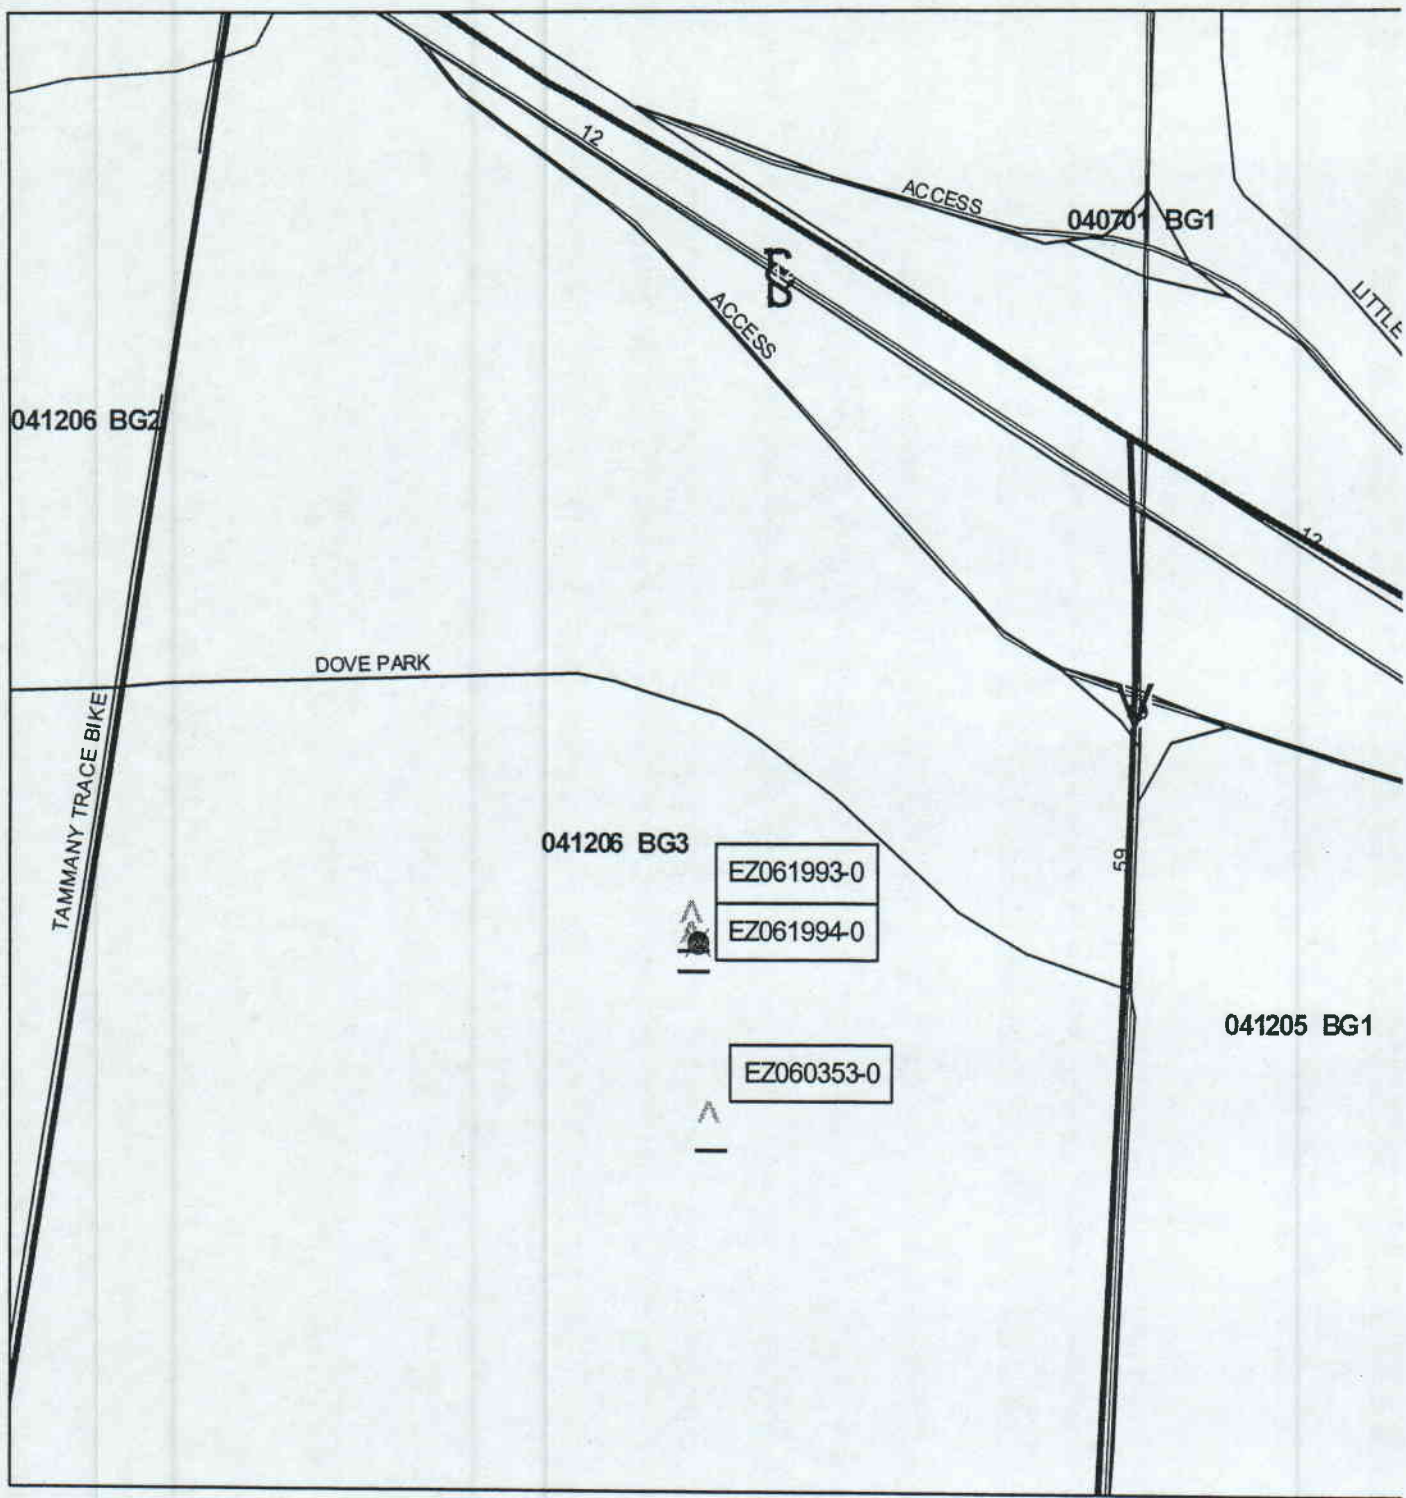 12
ACCESS
040701 BG1
ACCESS
LITTLE
041206 BG2
12
DOVE PARK
TAMMANY TRACE BIKE
59
041206 BG3
EZ061993-0
EZ061994-0
041205 BG1
EZ060353-0